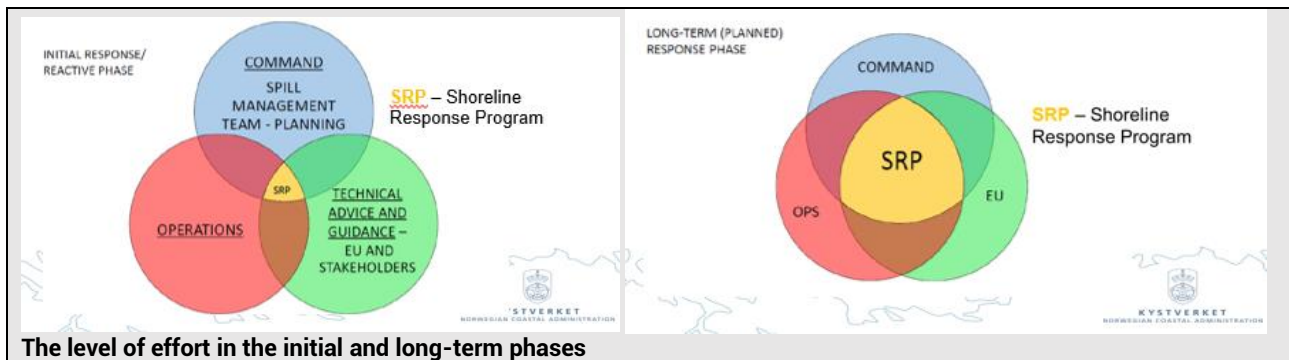 INITIAL RESPONSE/
REACTIVE PHASE
COMMAND
SPILL
MANAGEMENT
TEAM - PLANNING
SRP – Shoreline
Response Program
SRP
OPERATIONS
TECHNICAL
ADVICE AND
GUIDANCE –
EU AND
STAKEHOLDERS
'STVERKET
NORWEGIAN COASTAL ADMINISTRATION
LONG-TERM (PLANNED)
RESPONSE PHASE
COMMAND
SRP – Shoreline
Response Program
SRP
OPS
EU
KYSTVERKET
NORWEGIAN COASTAL ADMINISTRATION
The level of effort in the initial and long-term phases